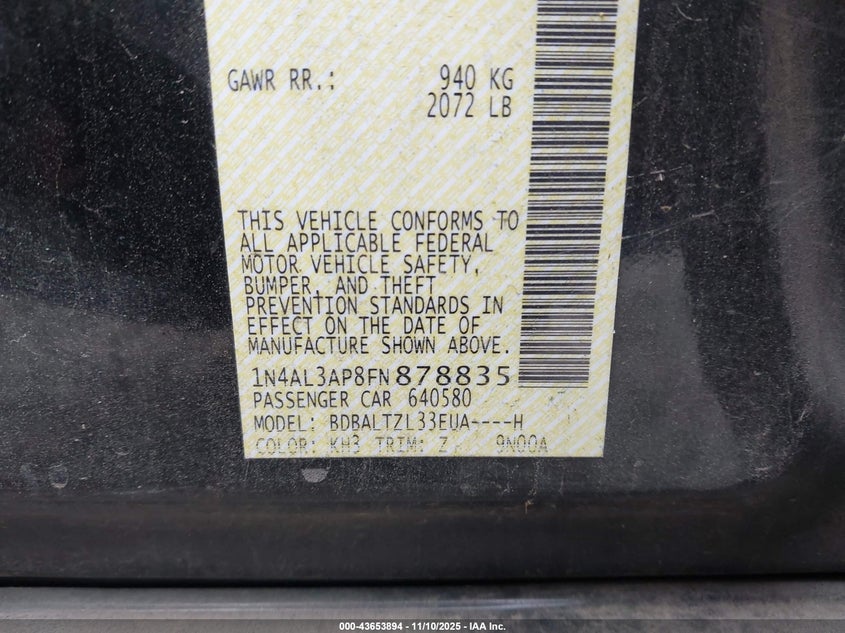 GAWR RR.: 940 KG
2072 LB
THIS VEHICLE CONFORMS TO
ALL APPLICABLE FEDERAL
MOTOR VEHICLE SAFETY,
BUMPER, AND THEFT
PREVENTION STANDARDS IN
EFFECT ON THE DATE OF
MANUFACTURE SHOWN ABOVE.
1N4AL3AP8FN878835
PASSENGER CAR 640580
MODEL: BDBALTZL33EUA----H
COLOR: KH3 TRIM: Z 9N00A
000-43653894 - 11/10/2025 - IAA Inc.